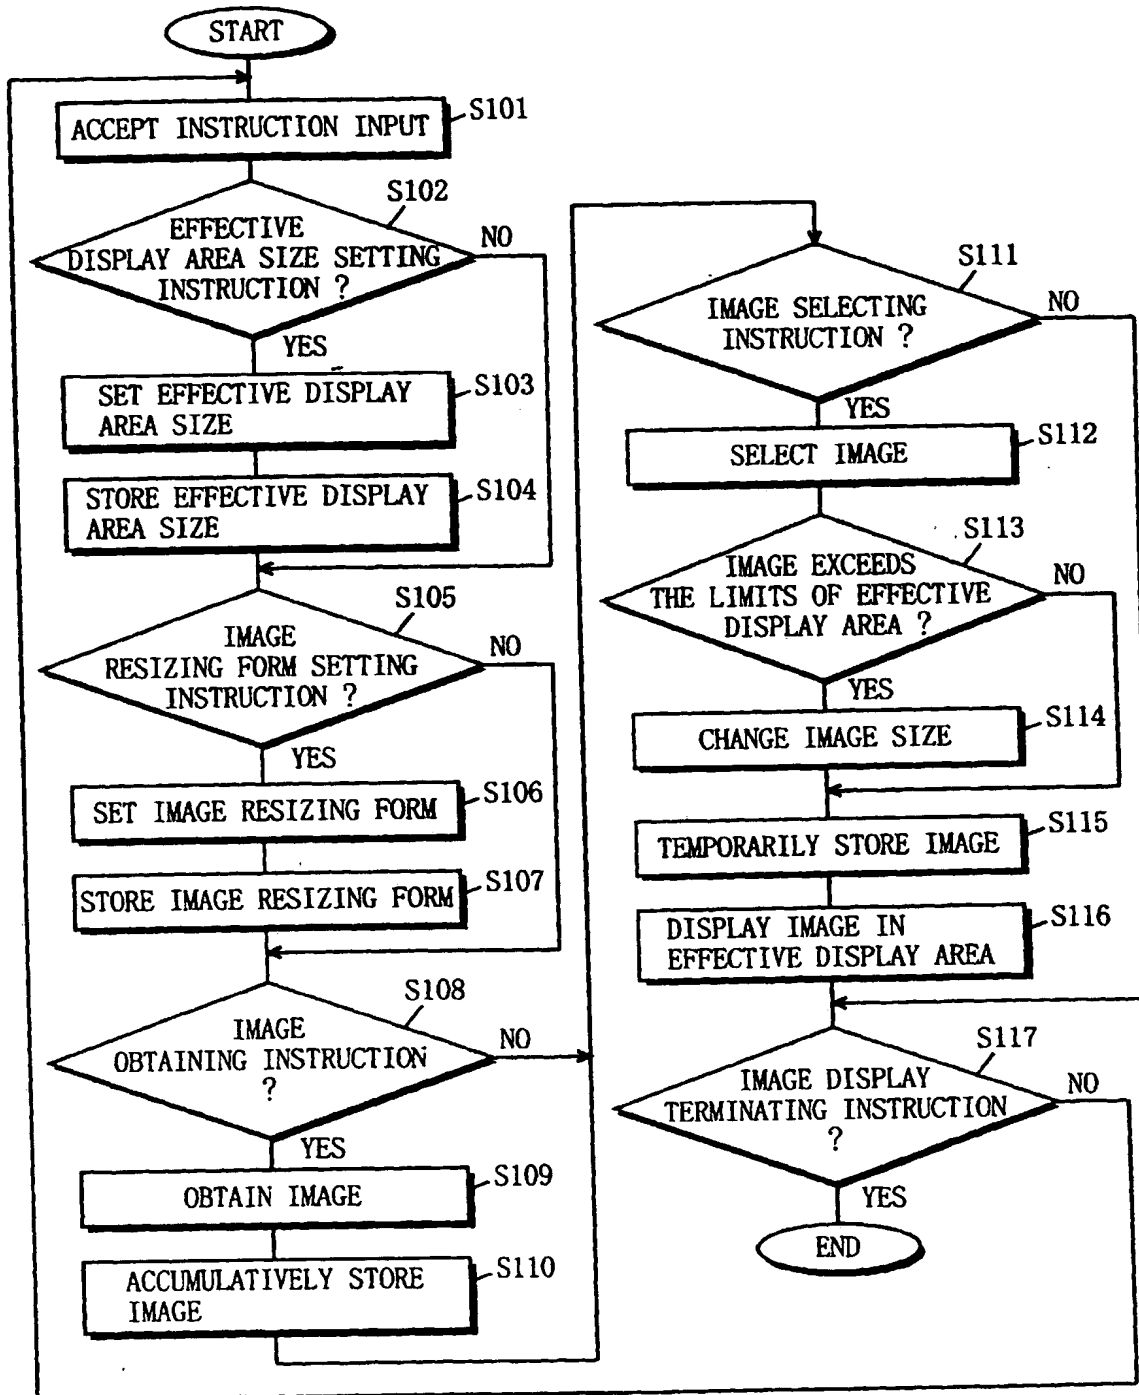 START
ACCEPT INSTRUCTION INPUT
S101
S102
EFFECTIVE
DISPLAY AREA SIZE SETTING
INSTRUCTION ?
NO
YES
SET EFFECTIVE DISPLAY
AREA SIZE
S103
STORE EFFECTIVE DISPLAY
AREA SIZE
S104
S105
IMAGE
RESIZING FORM SETTING
INSTRUCTION ?
NO
YES
SET IMAGE RESIZING FORM
S106
STORE IMAGE RESIZING FORM
S107
S108
IMAGE
OBTAINING INSTRUCTION
?
NO
YES
OBTAIN IMAGE
S109
ACCUMULATIVELY STORE
IMAGE
S110
S111
IMAGE SELECTING
INSTRUCTION ?
NO
YES
SELECT IMAGE
S112
S113
IMAGE EXCEEDS
THE LIMITS OF EFFECTIVE
DISPLAY AREA ?
NO
YES
CHANGE IMAGE SIZE
S114
TEMPORARILY STORE IMAGE
S115
DISPLAY IMAGE IN
EFFECTIVE DISPLAY AREA
S116
S117
IMAGE DISPLAY
TERMINATING INSTRUCTION
?
NO
YES
END